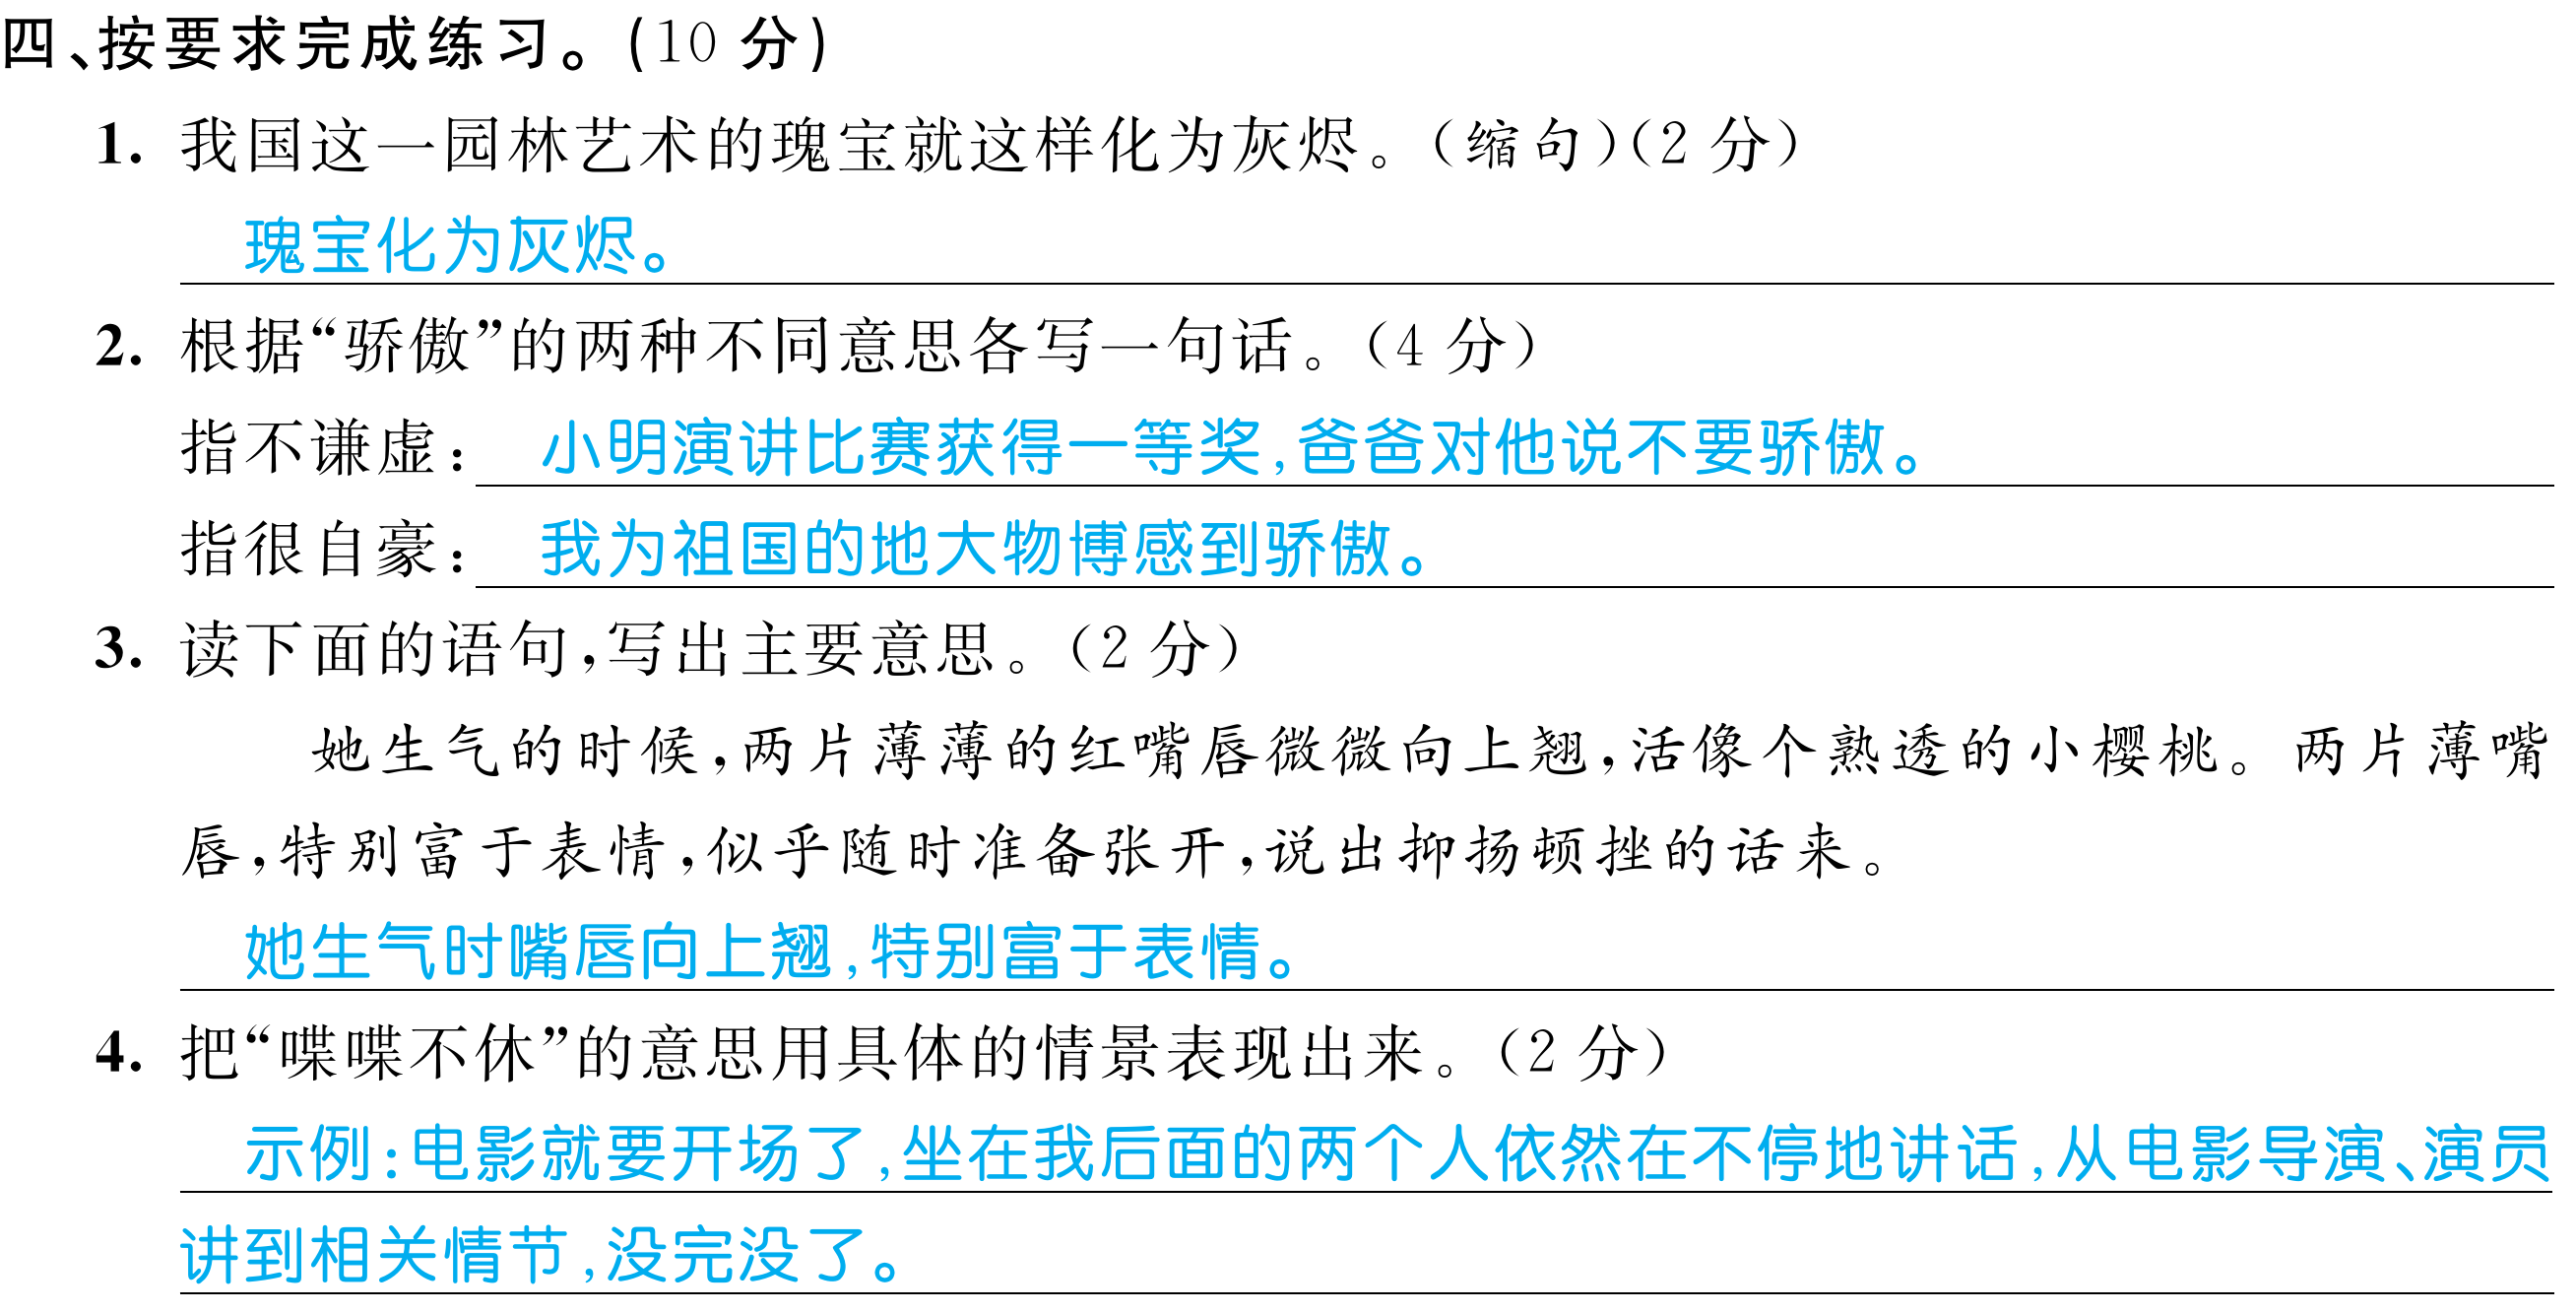 四、按要求完成练习。(10 分)
1. 我国这一园林艺术的瑰宝就这样化为灰烬。(缩句)(2 分)
瑰宝化为灰烬。
2. 根据“骄傲”的两种不同意思各写一句话。(4 分)
指不谦虚：小明演讲比赛获得一等奖,爸爸对他说不要骄傲。
指很自豪：我为祖国的地大物博感到骄傲。
3. 读下面的语句,写出主要意思。(2 分)
她生气的时候,两片薄薄的红嘴唇微微向上翘,活像个熟透的小樱桃。两片薄嘴
唇,特别富于表情,似乎随时准备张开,说出抑扬顿挫的话来。
她生气时嘴唇向上翘,特别富于表情。
4. 把“喋喋不休”的意思用具体的情景表现出来。(2 分)
示例:电影就要开场了,坐在我后面的两个人依然在不停地讲话,从电影导演、演员
讲到相关情节,没完没了。